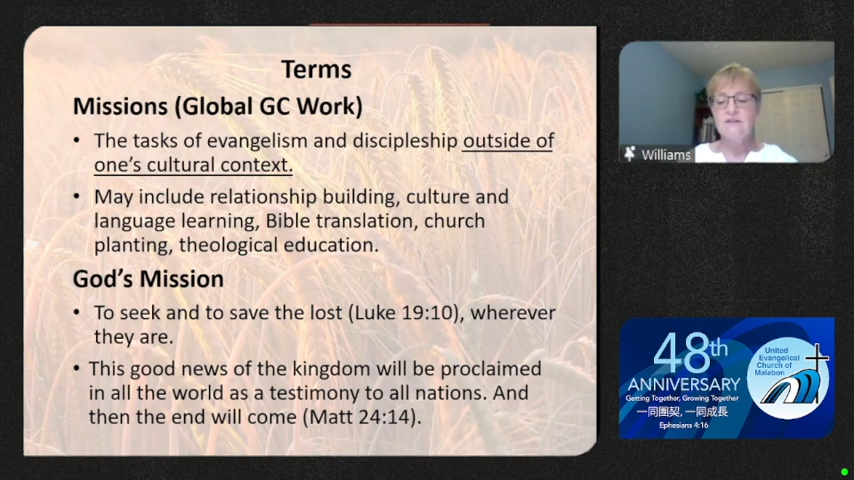 Terms
Missions (Global GC Work)
• The tasks of evangelism and discipleship outside of
one's cultural context.
• May include relationship building, culture and
language learning, Bible translation, church
planting, theological education.
God's Mission
• To seek and to save the lost (Luke 19:10), wherever
they are.
• This good news of the kingdom will be proclaimed
in all the world as a testimony to all nations. And
then the end will come (Matt 24:14).
Williams
48th
ANNIVERSARY
Getting Together, Growing Together
一同團契, 一同成長
Ephesians 4:16
United
Evangelical
Church of
Malabon